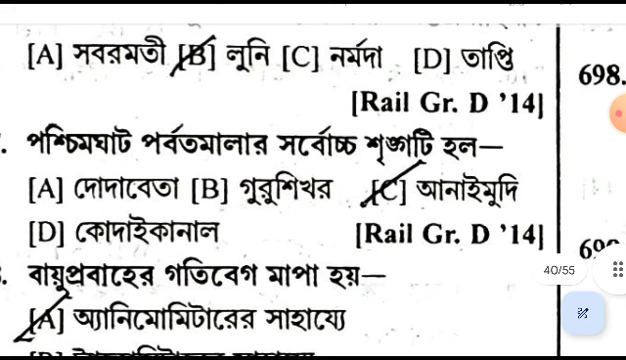 [A] সবরমতী [B] লুনি [C] নর্মদা [D] তাপ্তি
[Rail Gr. D '14]
. পশ্চিমঘাট পর্বতমালার সর্বোচ্চ শৃঙ্গটি হল—
[A] দোদাবেতা [B] গুরুশিখর [C] আনাইমুদি
[D] কোদাইকানাল [Rail Gr. D '14]
. বায়ুপ্রবাহের গতিবেগ মাপা হয়—
[A] অ্যানিমোমিটারের সাহায্যে
698.
40/55